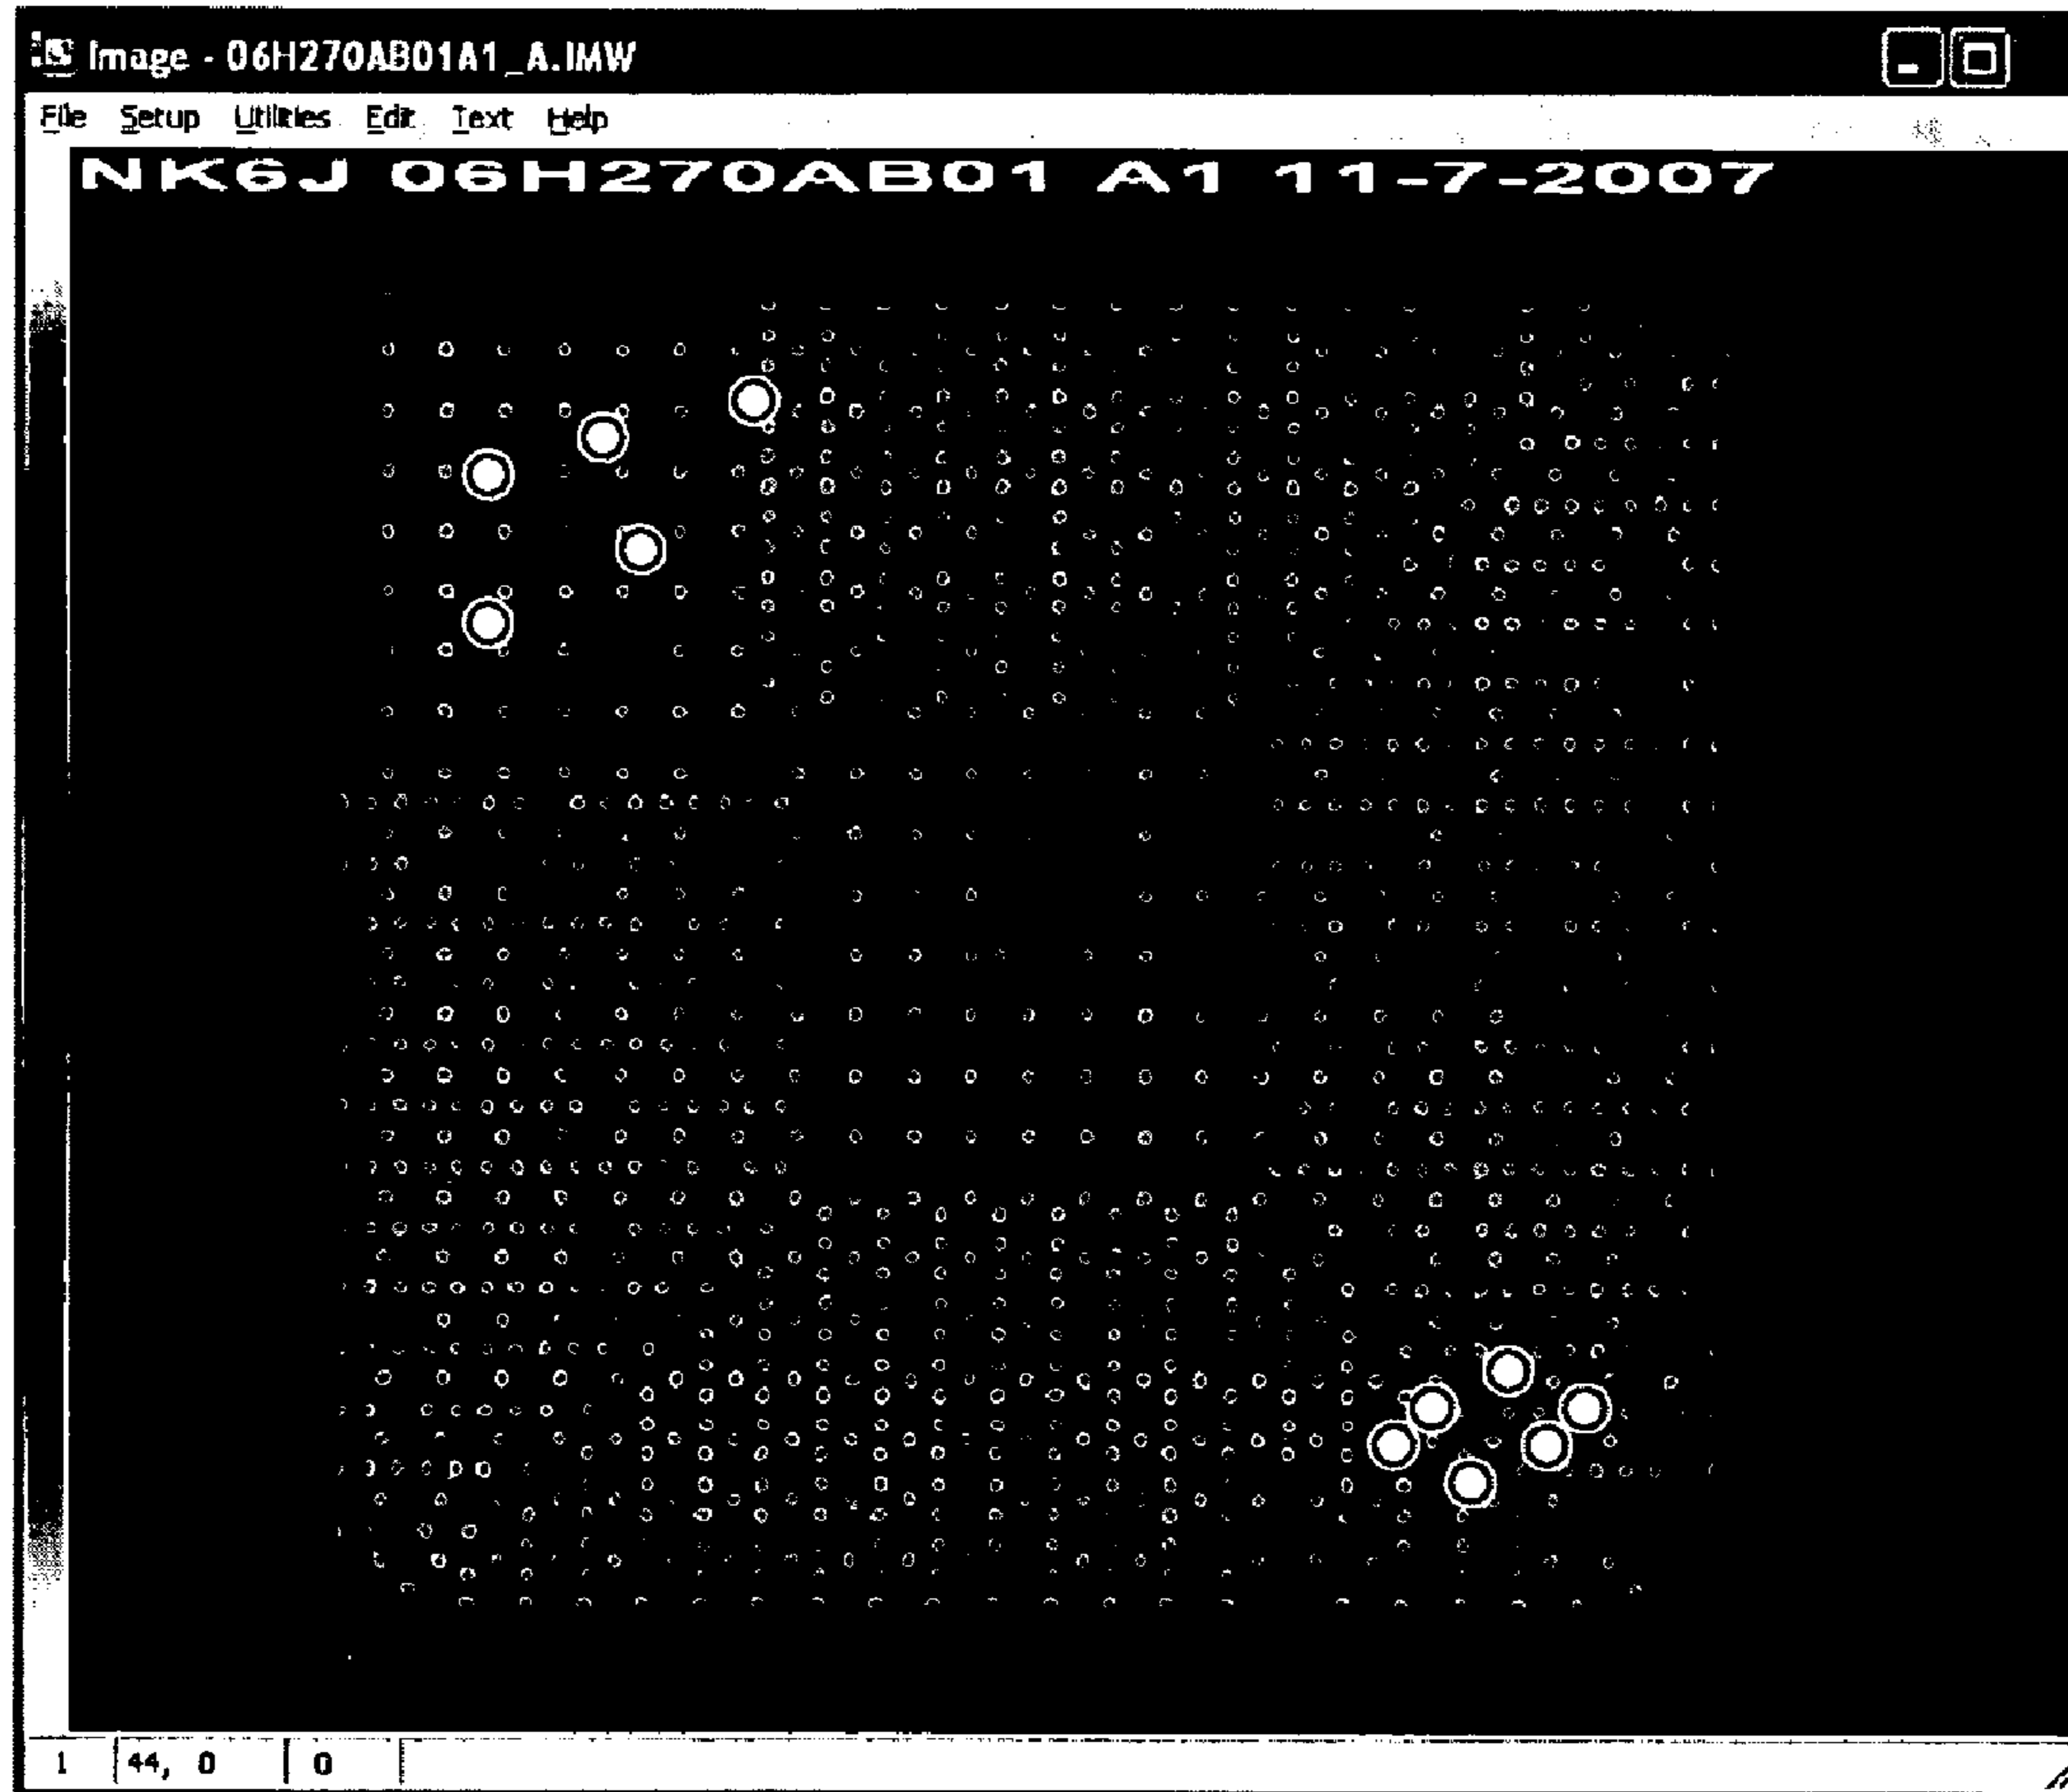 Image - 06H270AB01A1_A.IMW
File Setup Utilities Edit Text Help
NK6J 06H270AB01 A1 11-7-2007
1 44, 0 0